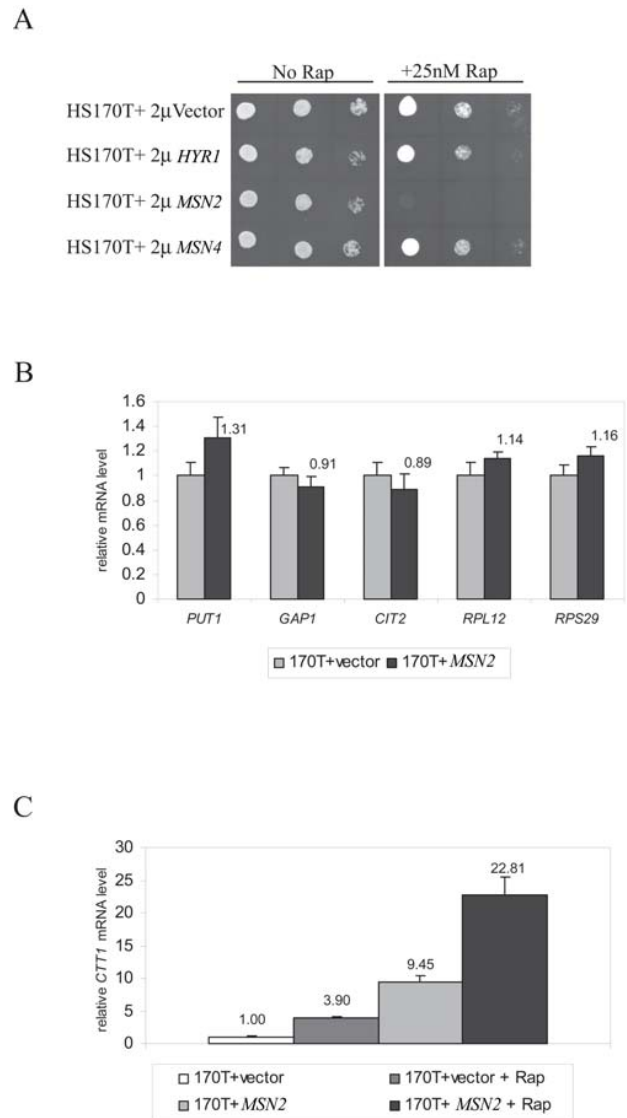 A
No Rap
+25nM Rap
HS170T+ 2μ Vector
HS170T+ 2μ HYR1
HS170T+ 2μ MSN2
HS170T+ 2μ MSN4
B
relative mRNA level
1.6
1.4
1.2
1
0.8
0.6
0.4
0.2
0
1.31
0.91
0.89
1.14
1.16
PUT1
GAP1
CIT2
RPL12
RPS29
170T+vector
170T+ MSN2
C
relative CTT1 mRNA level
30
25
20
15
10
5
0
1.00
3.90
9.45
22.81
170T+vector
170T+vector + Rap
170T+MSN2
170T+ MSN2 + Rap